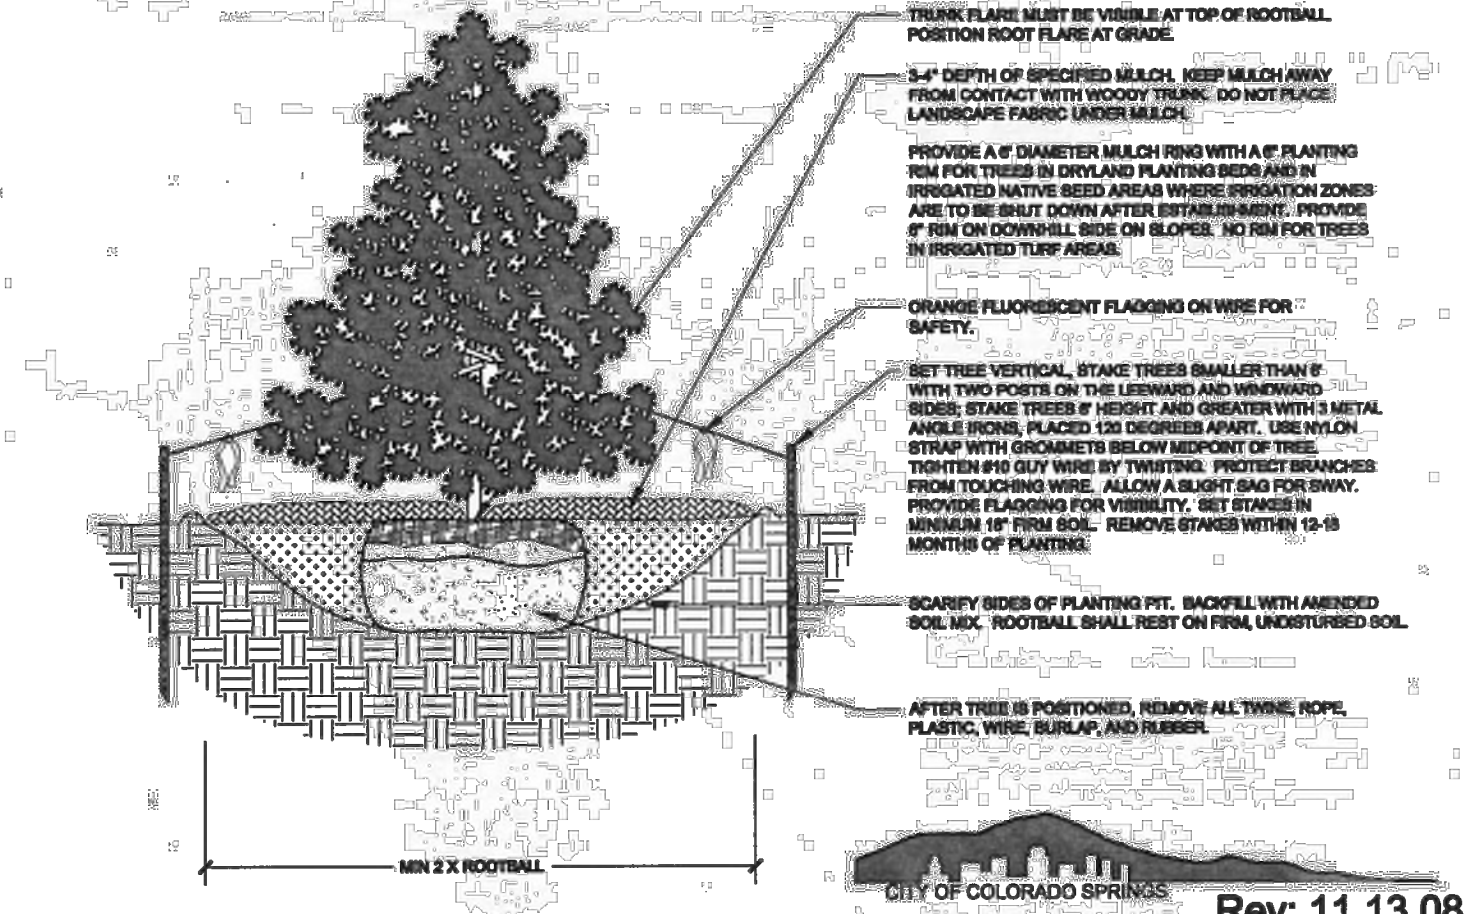 TRUNK FLARE MUST BE VISIBLE AT TOP OF ROOTBALL.
POSITION ROOT FLARE AT GRADE.
3-4" DEPTH OF SPECIFIED MULCH. KEEP MULCH AWAY
FROM CONTACT WITH WOODY TRUNK. DO NOT PLACE
LANDSCAPE FABRIC UNDER MULCH.
PROVIDE A 6' DIAMETER MULCH RING WITH A 6" PLANTING
RIM FOR TREES IN DRYLAND PLANTING BEDS AND IN
IRRIGATED NATIVE SEED AREAS WHERE IRRIGATION ZONES
ARE TO BE SHUT DOWN AFTER ESTABLISHMENT. PROVIDE
6" RIM ON DOWNHILL SIDE ON SLOPES. NO RIM FOR TREES
IN IRRIGATED TURF AREAS.
ORANGE FLUORESCENT FLAGGING ON WIRE FOR
SAFETY.
SET TREE VERTICAL, STAKE TREES SMALLER THAN 6'
WITH TWO POSTS ON THE LEEWARD AND WINDWARD
SIDES; STAKE TREES 6' HEIGHT AND GREATER WITH 3 METAL
ANGLE IRONS, PLACED 120 DEGREES APART. USE NYLON
STRAP WITH GROMMETS BELOW MIDPOINT OF TREE.
TIGHTEN #10 GUY WIRE BY TWISTING. PROTECT BRANCHES
FROM TOUCHING WIRE. ALLOW A SLIGHT SAG FOR SWAY.
PROVIDE FLAGGING FOR VISIBILITY. SET STAKES IN
MINIMUM 18" FIRM SOIL. REMOVE STAKES WITHIN 12-18
MONTHS OF PLANTING.
SCARIFY SIDES OF PLANTING PIT. BACKFILL WITH AMENDED
SOIL MIX. ROOTBALL SHALL REST ON FIRM, UNDISTURBED SOIL.
AFTER TREE IS POSITIONED, REMOVE ALL TWINE, ROPE,
PLASTIC, WIRE, BURLAP, AND RUBBER.
MIN 2 X ROOTBALL
CITY OF COLORADO SPRINGS
Rev: 11.13.08